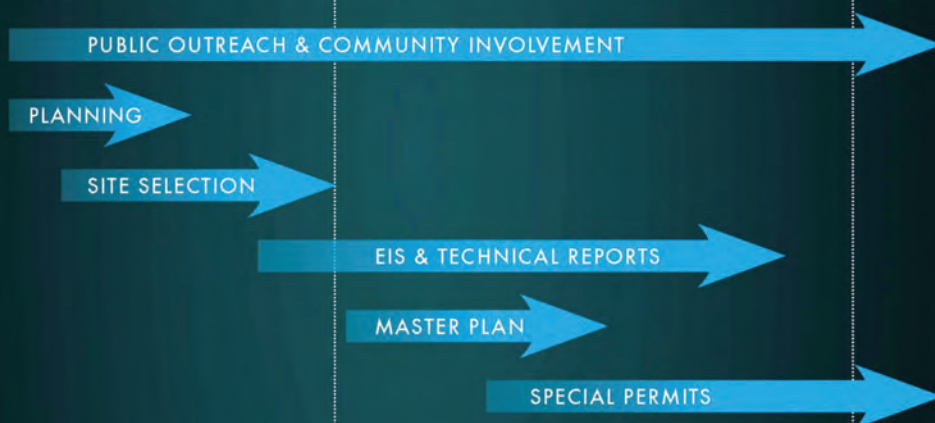 PUBLIC OUTREACH & COMMUNITY INVOLVEMENT
PLANNING
SITE SELECTION
EIS & TECHNICAL REPORTS
MASTER PLAN
SPECIAL PERMITS